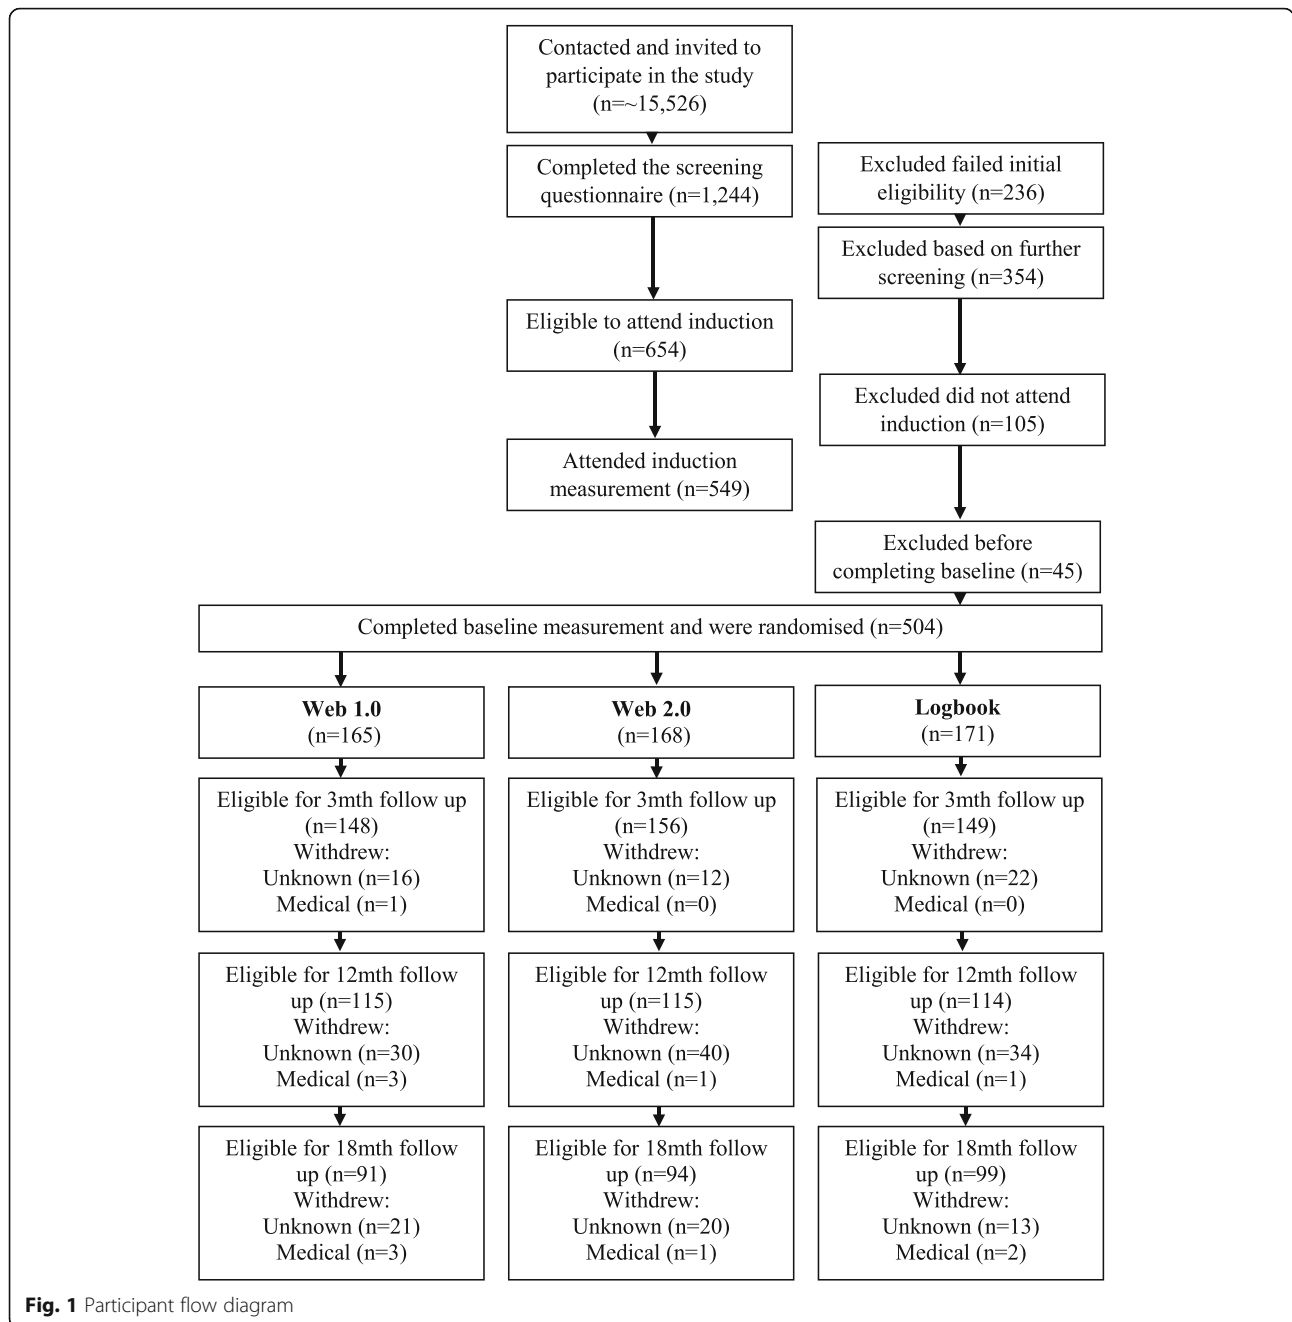 Contacted and invited to
participate in the study
(n=~15,526)
Completed the screening
questionnaire (n=1,244)
Excluded failed initial
eligibility (n=236)
Excluded based on further
screening (n=354)
Eligible to attend induction
(n=654)
Excluded did not attend
induction (n=105)
Attended induction
measurement (n=549)
Excluded before
completing baseline (n=45)
Completed baseline measurement and were randomised (n=504)
Web 1.0
(n=165)
Web 2.0
(n=168)
Logbook
(n=171)
Eligible for 3mth follow up
(n=148)
Withdrew:
Unknown (n=16)
Medical (n=1)
Eligible for 3mth follow up
(n=156)
Withdrew:
Unknown (n=12)
Medical (n=0)
Eligible for 3mth follow up
(n=149)
Withdrew:
Unknown (n=22)
Medical (n=0)
Eligible for 12mth follow
up (n=115)
Withdrew:
Unknown (n=30)
Medical (n=3)
Eligible for 12mth follow
up (n=115)
Withdrew:
Unknown (n=40)
Medical (n=1)
Eligible for 12mth follow
up (n=114)
Withdrew:
Unknown (n=34)
Medical (n=1)
Eligible for 18mth follow
up (n=91)
Withdrew:
Unknown (n=21)
Medical (n=3)
Eligible for 18mth follow
up (n=94)
Withdrew:
Unknown (n=20)
Medical (n=1)
Eligible for 18mth follow
up (n=99)
Withdrew:
Unknown (n=13)
Medical (n=2)
Fig. 1 Participant flow diagram